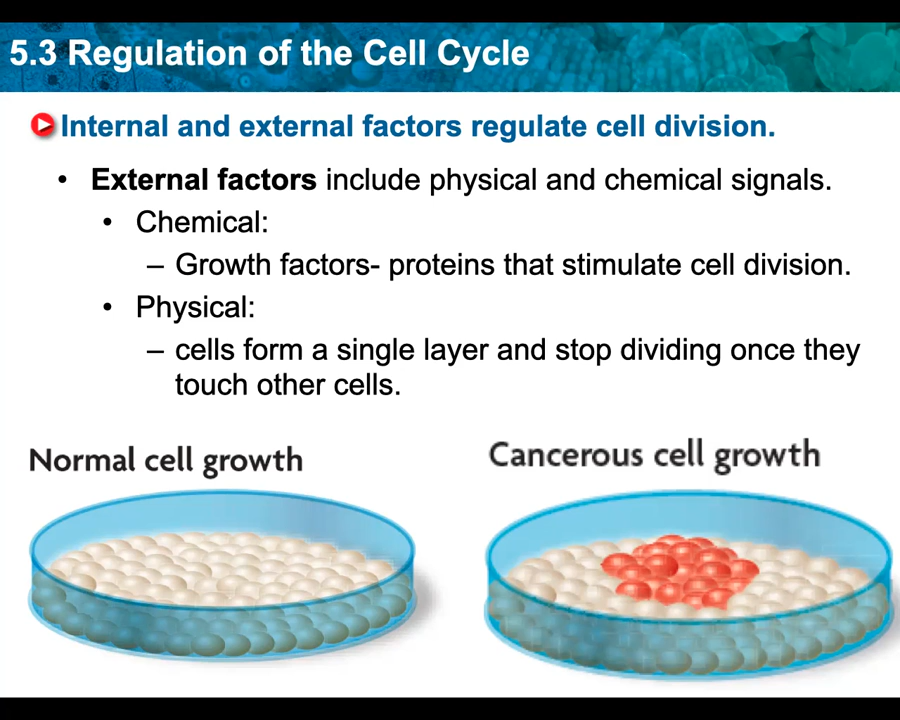 5.3 Regulation of the Cell Cycle
Internal and external factors regulate cell division.
• External factors include physical and chemical signals.
• Chemical:
– Growth factors- proteins that stimulate cell division.
• Physical:
– cells form a single layer and stop dividing once they
touch other cells.
Normal cell growth
Cancerous cell growth